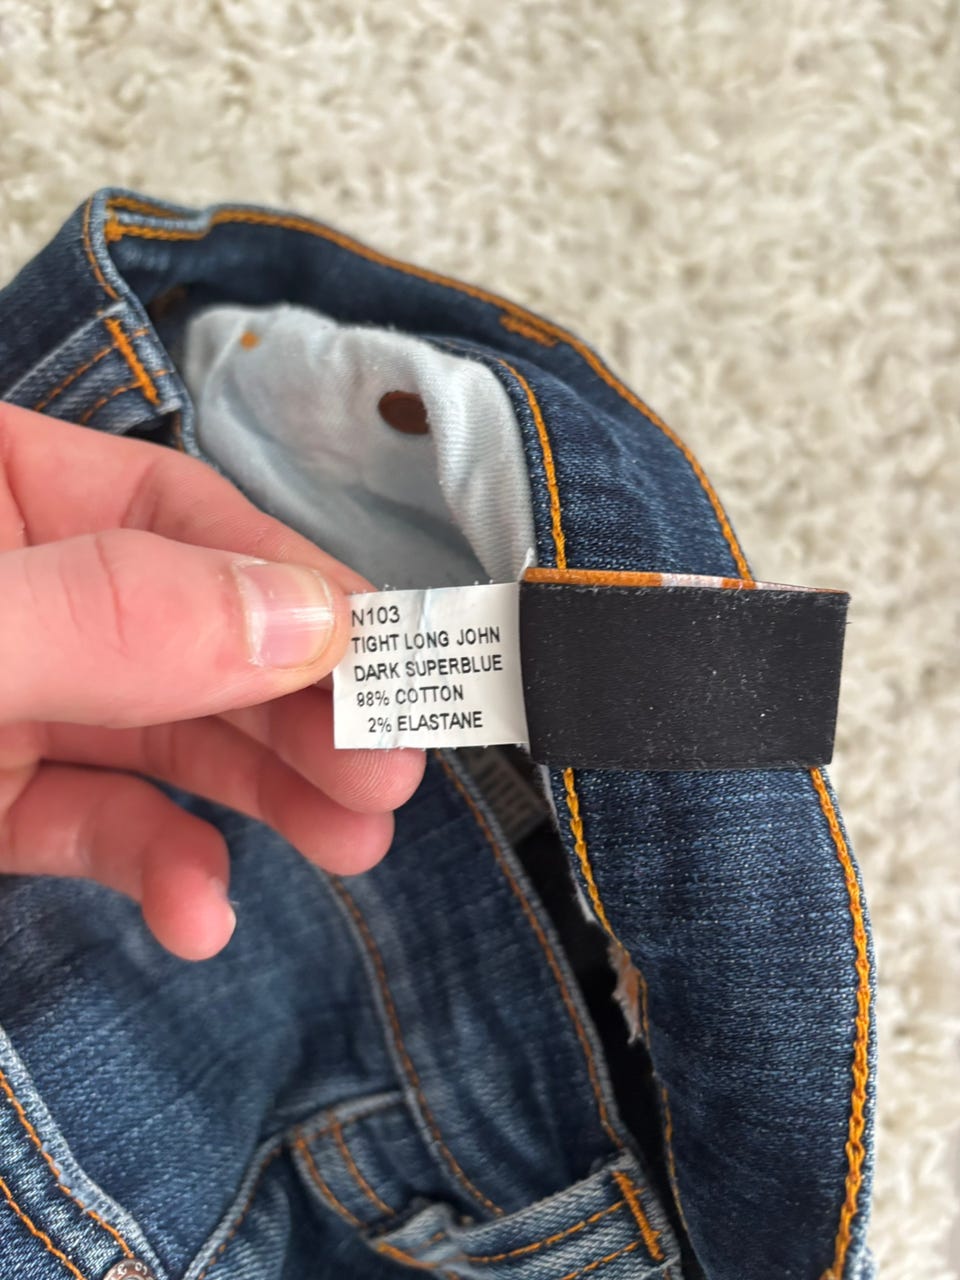 N103
TIGHT LONG JOHN
DARK SUPERBLUE
98% COTTON
2% ELASTANE